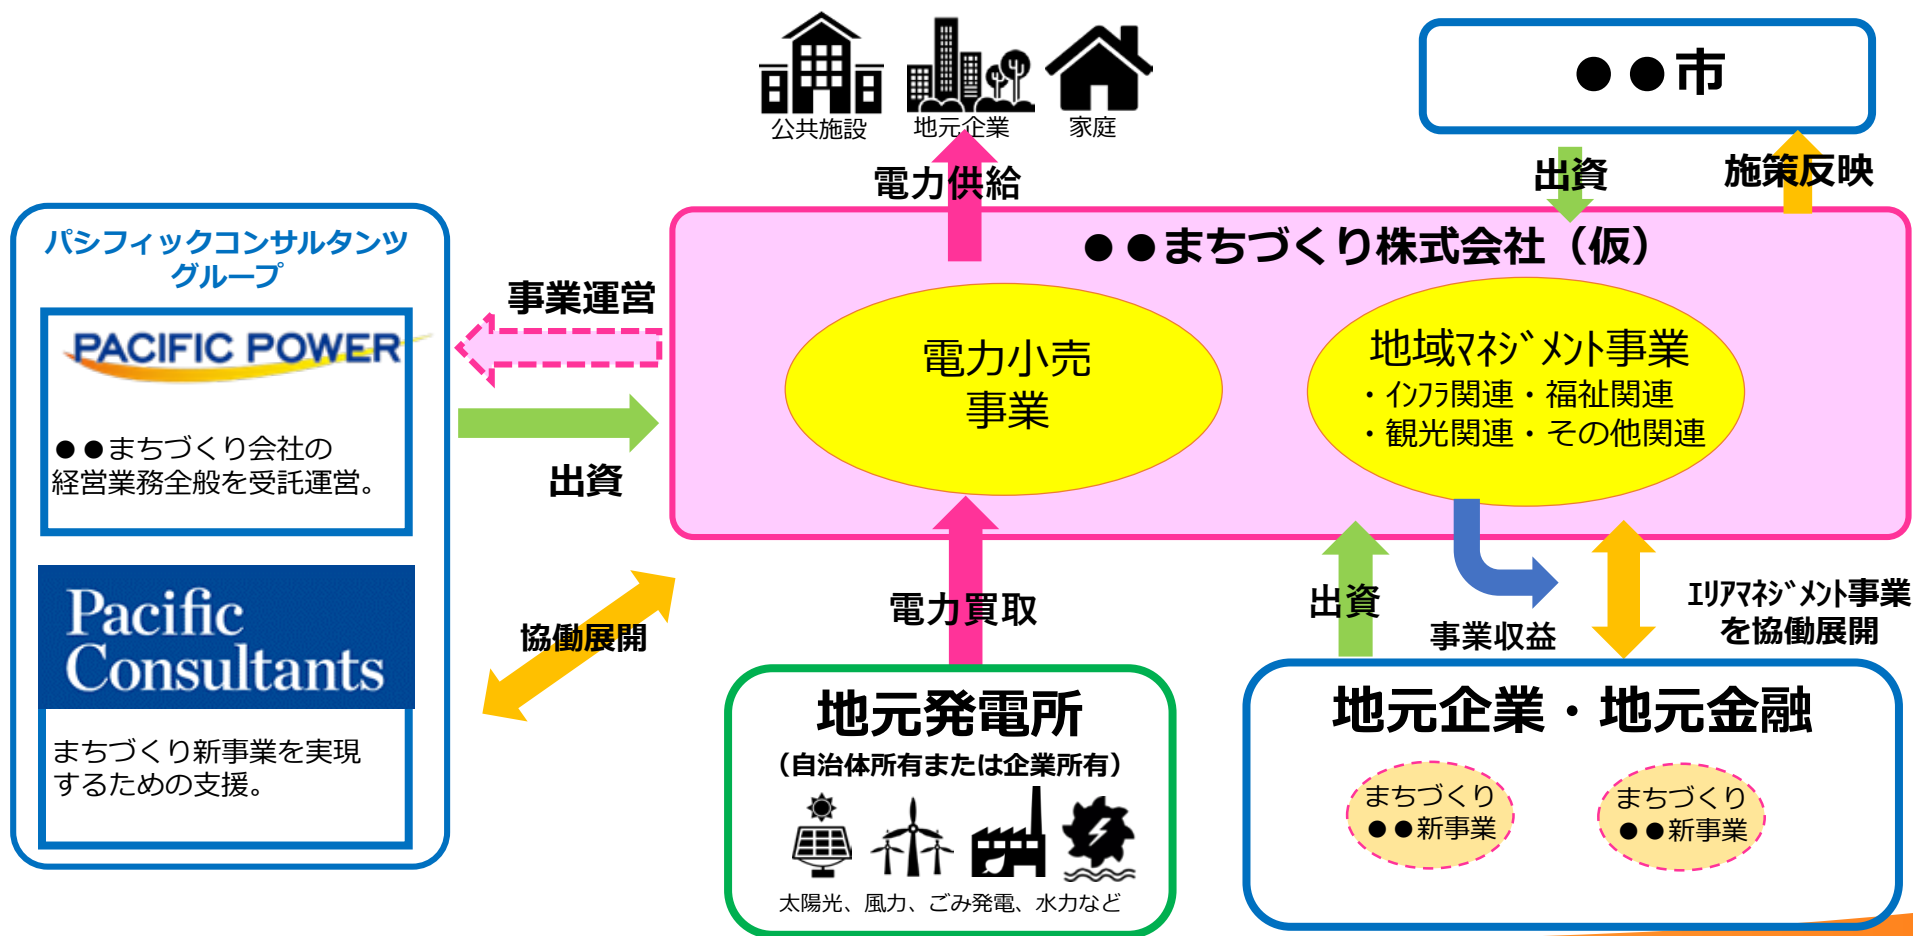 公共施設
地元企業
家庭
●●市
電力供給
出資
施策反映
パシフィックコンサルタンツ
グループ
●●まちづくり株式会社（仮）
事業運営
PACIFIC POWER
電力小売
事業
地域ﾏﾈｼﾞﾒﾝﾄ事業
・ｲﾝﾌﾗ関連・福祉関連
・観光関連・その他関連
●●まちづくり会社の
経営業務全般を受託運営。
出資
Pacific
Consultants
協働展開
電力買取
出資
事業収益
ｴﾘｱﾏﾈｼﾞﾒﾝﾄ事業
を協働展開
まちづくり新事業を実現
するための支援。
地元発電所
（自治体所有または企業所有）
太陽光、風力、ごみ発電、水力など
地元企業・地元金融
まちづくり
●●新事業
まちづくり
●●新事業